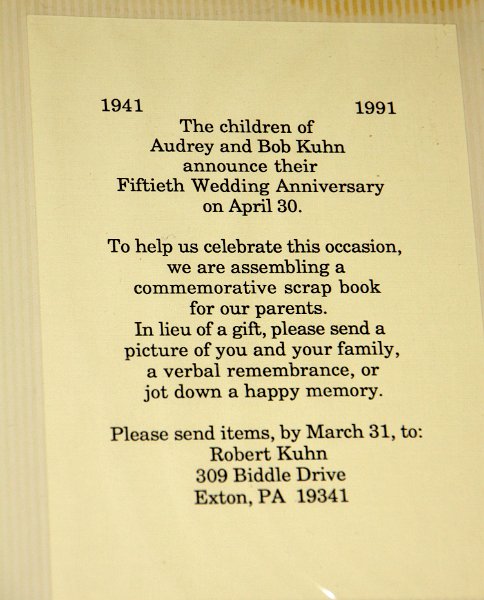 1941 1991
The children of
Audrey and Bob Kuhn
announce their
Fiftieth Wedding Anniversary
on April 30.
To help us celebrate this occasion,
we are assembling a
commemorative scrap book
for our parents.
In lieu of a gift, please send a
picture of you and your family,
a verbal remembrance, or
jot down a happy memory.
Please send items, by March 31, to:
Robert Kuhn
309 Biddle Drive
Exton, PA 19341